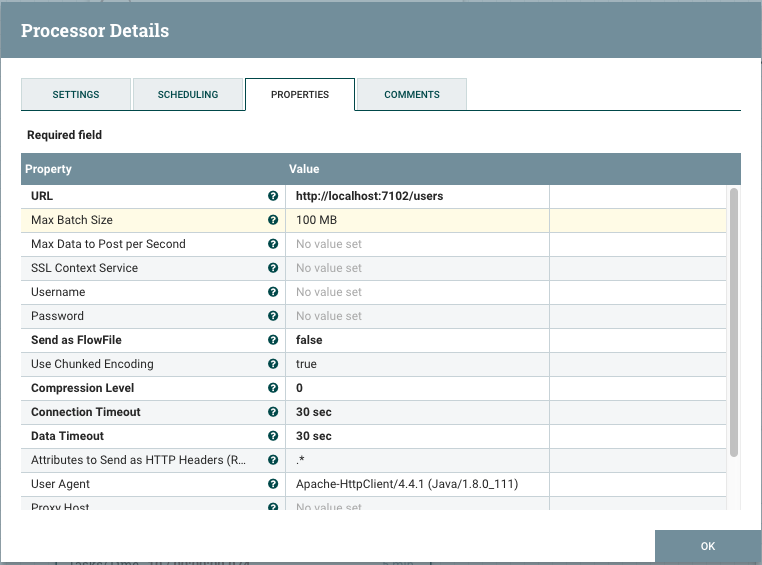 Processor Details
SETTINGS SCHEDULING PROPERTIES COMMENTS
Required field
Property Value
URL http://localhost:7102/users
Max Batch Size 100 MB
Max Data to Post per Second No value set
SSL Context Service No value set
Username No value set
Password No value set
Send as FlowFile false
Use Chunked Encoding true
Compression Level 0
Connection Timeout 30 sec
Data Timeout 30 sec
Attributes to Send as HTTP Headers (R... .*
User Agent Apache-HttpClient/4.4.1 (Java/1.8.0_111)
Proxy Host No value set
OK